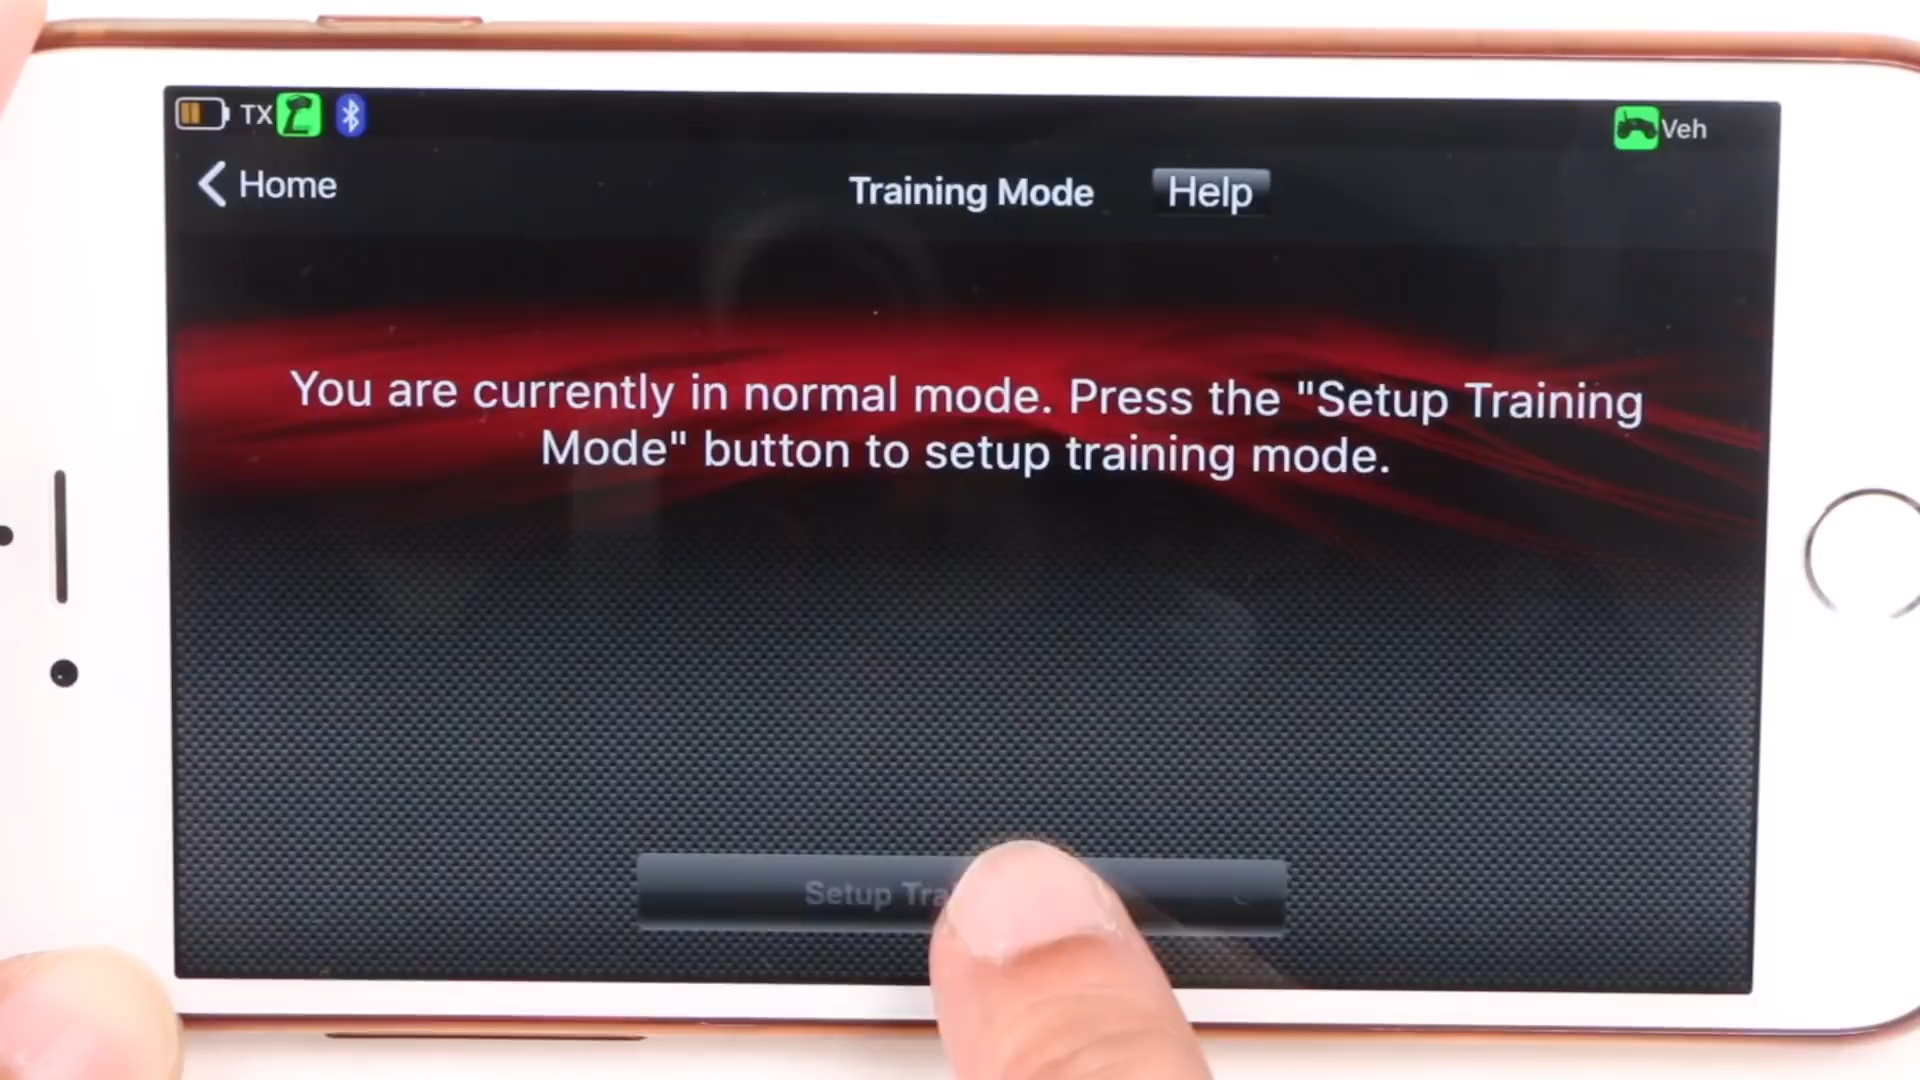 TX
Veh
Home
Training Mode
Help
You are currently in normal mode. Press the "Setup Training
Mode" button to setup training mode.
Setup